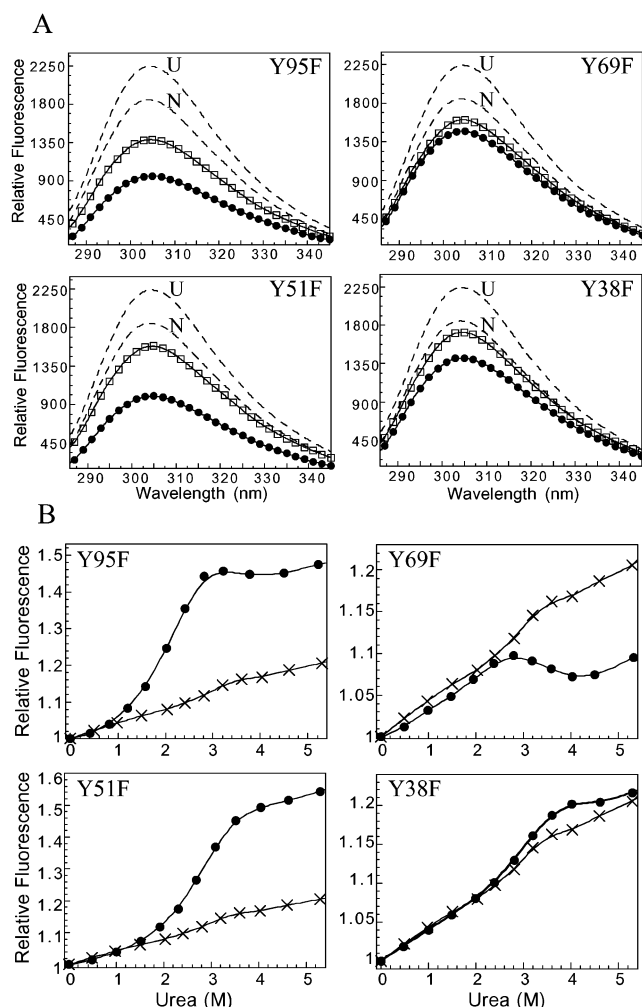 A
Relative Fluorescence
2250
1800
1350
900
450
U
N
Y95F
290 300 310 320 330 340
2250
1800
1350
900
450
U
N
Y69F
290 300 310 320 330 340
Relative Fluorescence
2250
1800
1350
900
450
U
N
Y51F
290 300 310 320 330 340
Wavelength (nm)
2250
1800
1350
900
450
U
N
Y38F
290 300 310 320 330 340
Wavelength (nm)
B
Relative Fluorescence
1.5
1.4
1.3
1.2
1.1
1
Y95F
0 1 2 3 4 5
1.2
1.15
1.1
1.05
1
Y69F
0 1 2 3 4 5
Relative Fluorescence
1.6
1.5
1.4
1.3
1.2
1.1
1
Y51F
0 1 2 3 4 5
Urea (M)
1.2
1.15
1.1
1.05
1
Y38F
0 1 2 3 4 5
Urea (M)